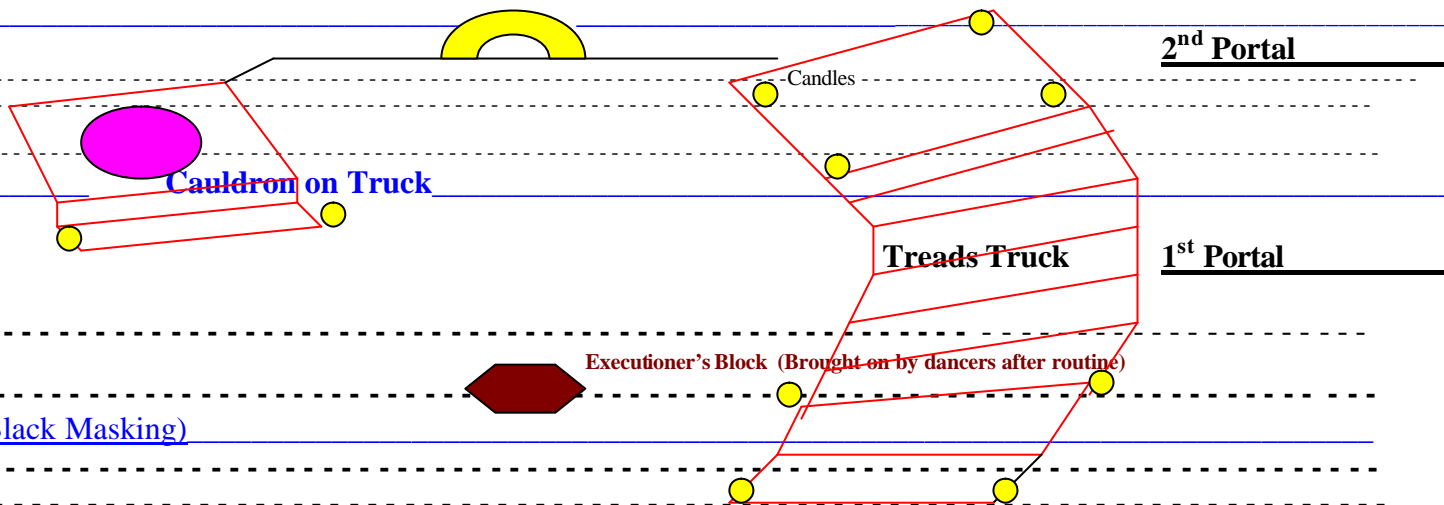 2nd Portal
Candles
Cauldron on Truck
Treads Truck
1st Portal
Executioner's Block (Brought on by dancers after routine)
Black Masking)